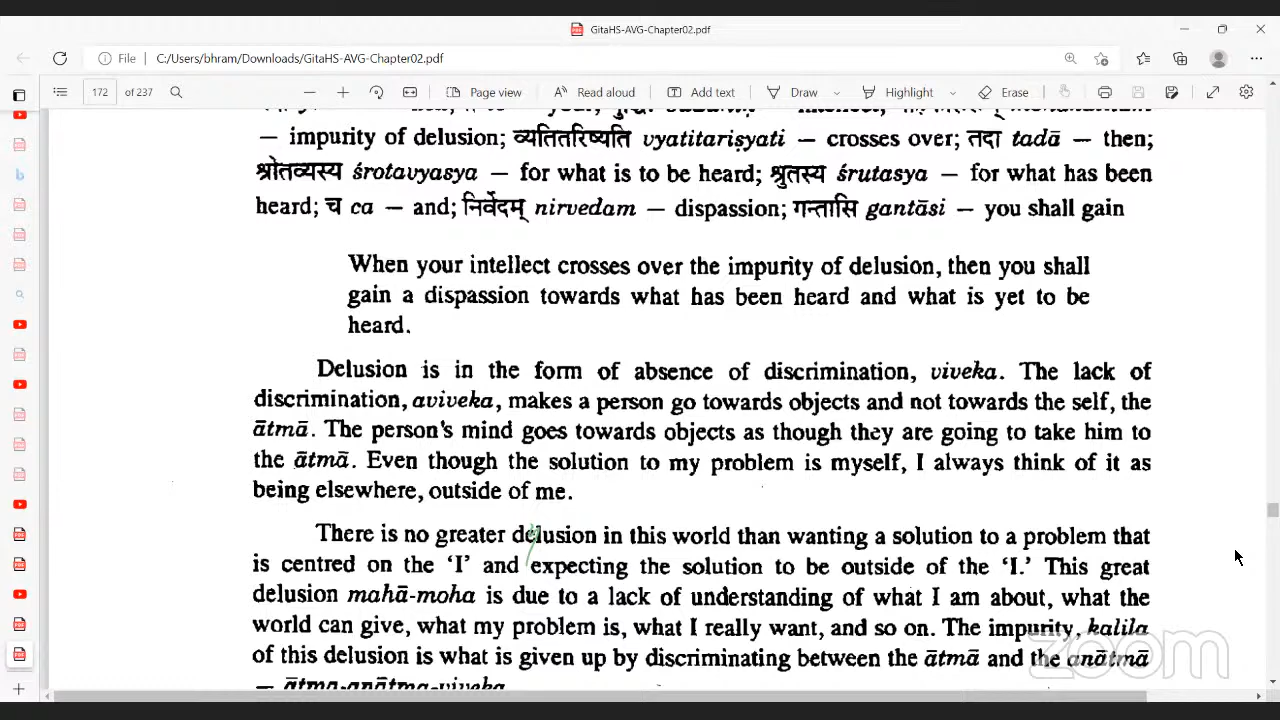 GitaHS-AVG-Chapter02.pdf
File C:/Users/bhram/Downloads/GitaHS-AVG-Chapter02.pdf
172 of 237 Page view Read aloud Add text Draw Highlight Erase
— impurity of delusion; व्यतितरिष्यति vyatitariṣyati — crosses over; तदा tadā — then;
श्रोतव्यस्य śrotavyasya — for what is to be heard; श्रुतस्य śrutasya — for what has been
heard; च ca — and; निर्वेदम् nirvedam — dispassion; गन्तासि gantāsi — you shall gain
When your intellect crosses over the impurity of delusion, then you shall
gain a dispassion towards what has been heard and what is yet to be
heard.
Delusion is in the form of absence of discrimination, viveka. The lack of
discrimination, aviveka, makes a person go towards objects and not towards the self, the
ātmā. The person's mind goes towards objects as though they are going to take him to
the ātmā. Even though the solution to my problem is myself, I always think of it as
being elsewhere, outside of me.
There is no greater delusion in this world than wanting a solution to a problem that
is centred on the 'I' and expecting the solution to be outside of the 'I.' This great
delusion mahā-moha is due to a lack of understanding of what I am about, what the
world can give, what my problem is, what I really want, and so on. The impurity, kalila
of this delusion is what is given up by discriminating between the ātmā and the anātmā
— ātma-anātma-viveka
zoom